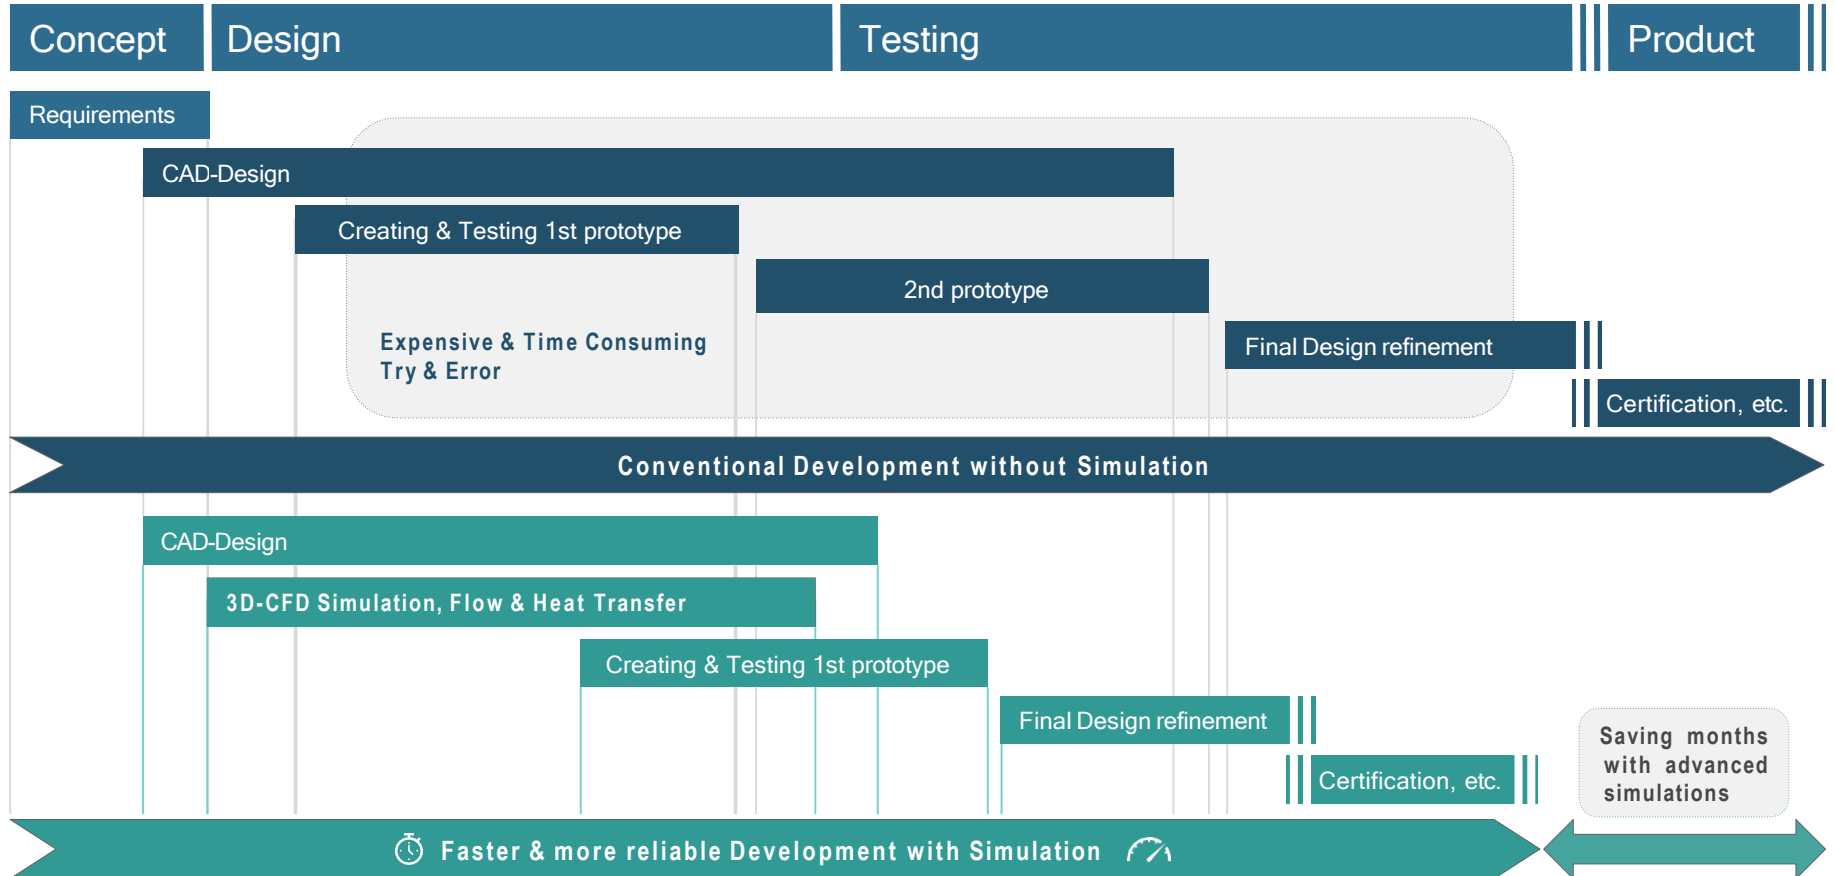 Concept
Design
Testing
Product
Requirements
CAD-Design
Creating & Testing 1st prototype
2nd prototype
Expensive & Time Consuming
Try & Error
Final Design refinement
Certification, etc.
Conventional Development without Simulation
CAD-Design
3D-CFD Simulation, Flow & Heat Transfer
Creating & Testing 1st prototype
Final Design refinement
Saving months
with advanced
simulations
Certification, etc.
Faster & more reliable Development with Simulation